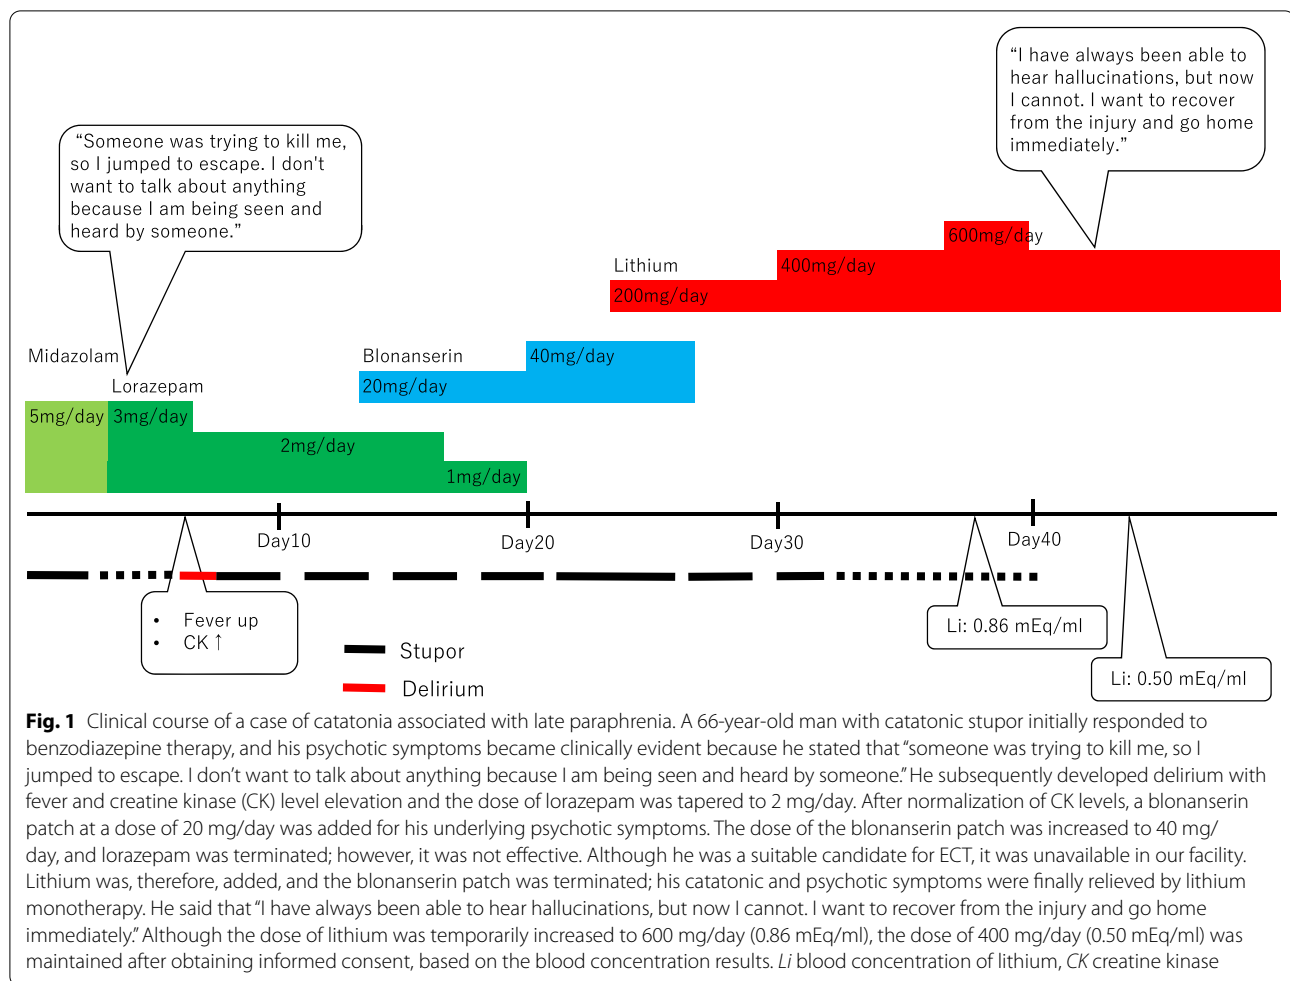 “I have always been able to
hear hallucinations, but now
I cannot. I want to recover
from the injury and go home
immediately.”
“Someone was trying to kill me,
so I jumped to escape. I don't
want to talk about anything
because I am being seen and
heard by someone.”
600mg/day
Lithium
400mg/day
200mg/day
Midazolam
Blonanserin
40mg/day
Lorazepam
20mg/day
5mg/day
3mg/day
2mg/day
1mg/day
Day10
Day20
Day30
Day40
• Fever up
• CK ↑
Li: 0.86 mEq/ml
Li: 0.50 mEq/ml
Stupor
Delirium
Fig. 1 Clinical course of a case of catatonia associated with late paraphrenia. A 66-year-old man with catatonic stupor initially responded to
benzodiazepine therapy, and his psychotic symptoms became clinically evident because he stated that “someone was trying to kill me, so I
jumped to escape. I don’t want to talk about anything because I am being seen and heard by someone.” He subsequently developed delirium with
fever and creatine kinase (CK) level elevation and the dose of lorazepam was tapered to 2 mg/day. After normalization of CK levels, a blonanserin
patch at a dose of 20 mg/day was added for his underlying psychotic symptoms. The dose of the blonanserin patch was increased to 40 mg/
day, and lorazepam was terminated; however, it was not effective. Although he was a suitable candidate for ECT, it was unavailable in our facility.
Lithium was, therefore, added, and the blonanserin patch was terminated; his catatonic and psychotic symptoms were finally relieved by lithium
monotherapy. He said that “I have always been able to hear hallucinations, but now I cannot. I want to recover from the injury and go home
immediately.” Although the dose of lithium was temporarily increased to 600 mg/day (0.86 mEq/ml), the dose of 400 mg/day (0.50 mEq/ml) was
maintained after obtaining informed consent, based on the blood concentration results. Li blood concentration of lithium, CK creatine kinase